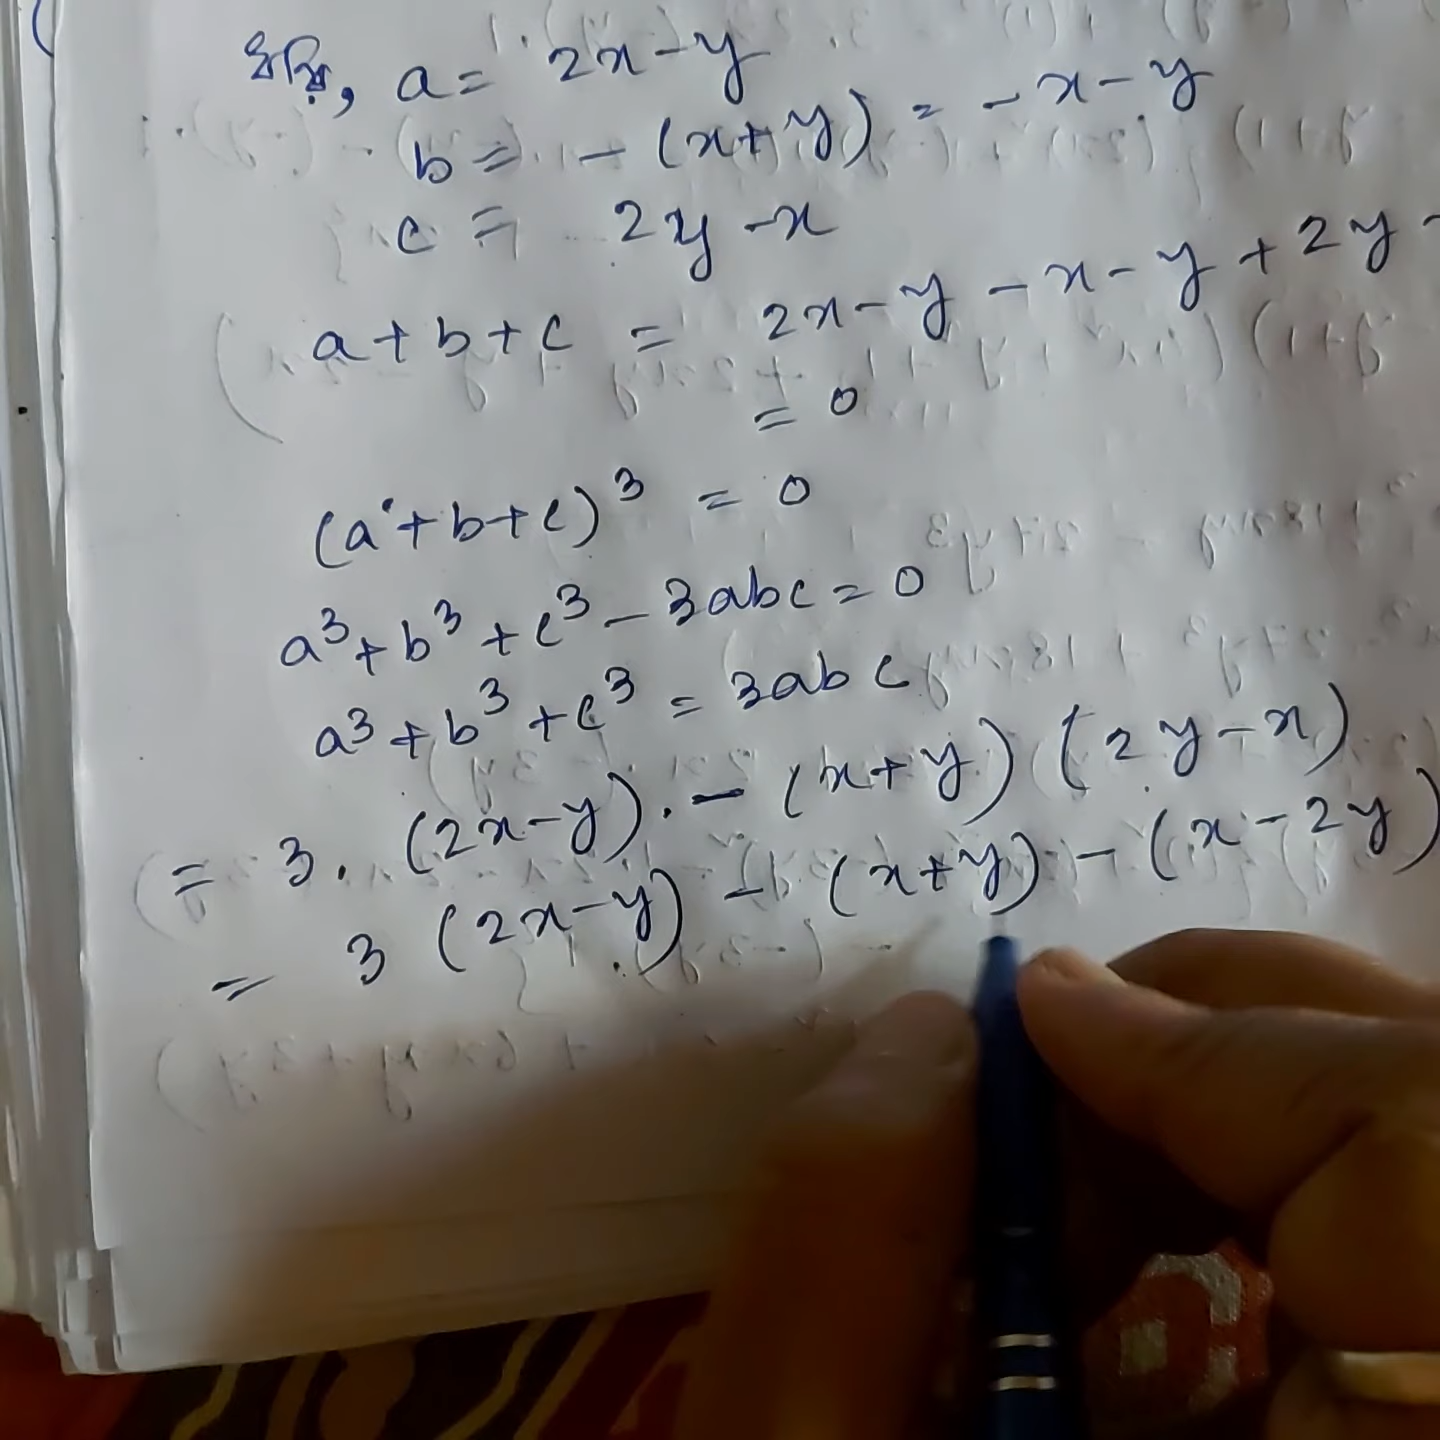 ধরি, a = 2x - y
b = - (x+y) = - x - y
c = 2y - x
a + b + c = 2x - y - x - y + 2y -
= 0
(a + b + c)³ = 0
a³ + b³ + c³ - 3abc = 0
a³ + b³ + c³ = 3abc
= 3. (2x-y). - (x+y) (2y-x)
= 3 (2x-y) - (x+y) - (x-2y)